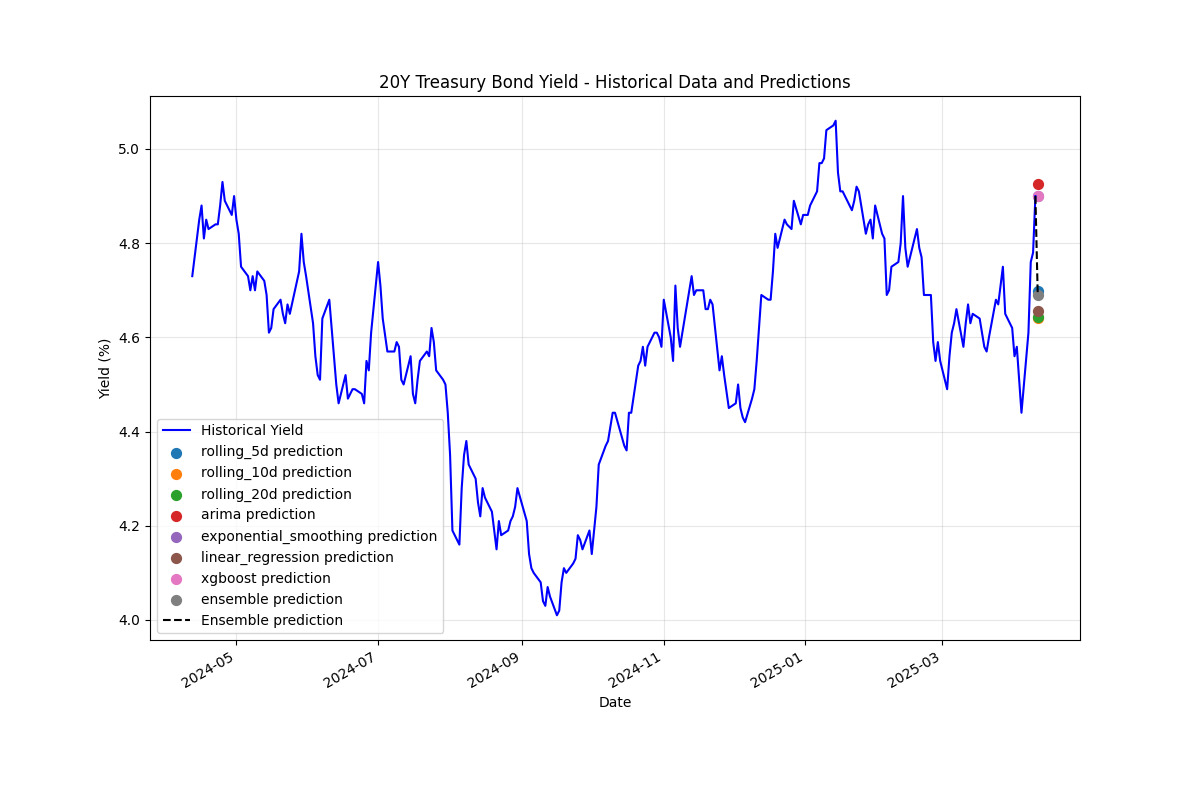 20Y Treasury Bond Yield - Historical Data and Predictions
Yield (%)
5.0
4.8
4.6
4.4
4.2
4.0
Historical Yield
rolling_5d prediction
rolling_10d prediction
rolling_20d prediction
arima prediction
exponential_smoothing prediction
linear_regression prediction
xgboost prediction
ensemble prediction
Ensemble prediction
2024-05
2024-07
2024-09
2024-11
2025-01
2025-03
Date